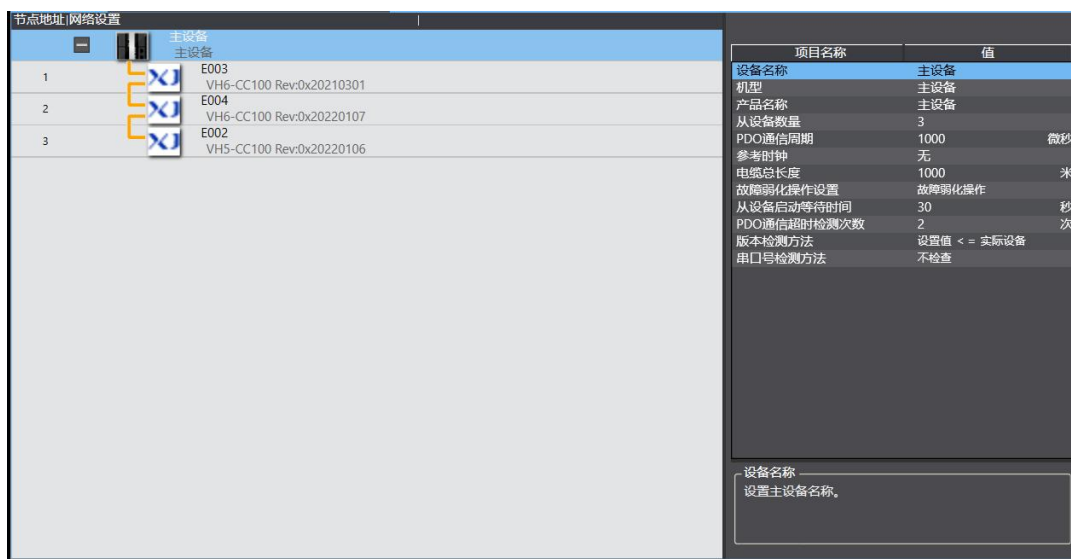 节点地址|网络设置
主设备
主设备
1
E003
VH6-CC100 Rev:0x20210301
2
E004
VH6-CC100 Rev:0x20220107
3
E002
VH5-CC100 Rev:0x20220106
项目名称 值
设备名称 主设备
机型 主设备
产品名称 主设备
从设备数量 3
PDO通信周期 1000 微秒
参考时钟 无
电缆总长度 1000 米
故障弱化操作设置 故障弱化操作
从设备启动等待时间 30 秒
PDO通信超时检测次数 2 次
版本检测方法 设置值 < = 实际设备
串口号检测方法 不检查
设备名称
设置主设备名称。